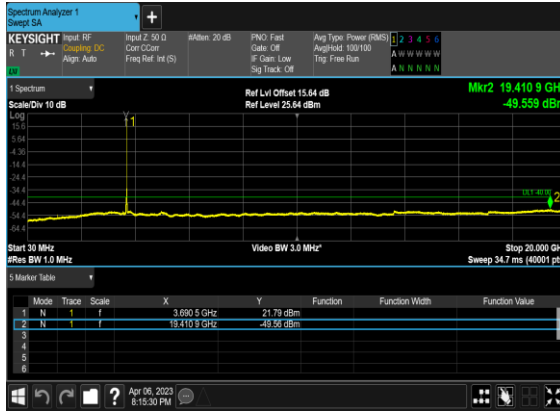 Spectrum Analyzer 1
Swept SA
+
KEYSIGHT Input: RF Input Z: 50 Ω #Atten: 20 dB PNO: Fast Avg Type: Power (RMS) 1 2 3 4 5 6
R T Coupling: DC Corr CCorr Gate: Off Avg|Hold: 100/100 A W W W W W
Align: Auto Freq Ref: Int (S) IF Gain: Low Trig: Free Run
Sig Track: Off A N N N N N
LU
1 Spectrum Ref Lvl Offset 15.64 dB Mkr2 19.410 9 GH
Scale/Div 10 dB Ref Level 25.64 dBm -49.559 dBr
Log
15.6
5.64
-4.36
-14.4
-24.4
-34.4
-44.4
-54.4
-64.4
1
2
Start 30 MHz Video BW 3.0 MHz* Stop 20.000 GH
#Res BW 1.0 MHz Sweep 34.7 ms (40001 pt
5 Marker Table
Mode Trace Scale X Y Function Function Width Function Value
1 N 1 f 3.690 5 GHz 21.79 dBm
2 N 1 f 19.410 9 GHz -49.56 dBm
3
4
5
6
? Apr 06, 2023
8:15:30 PM